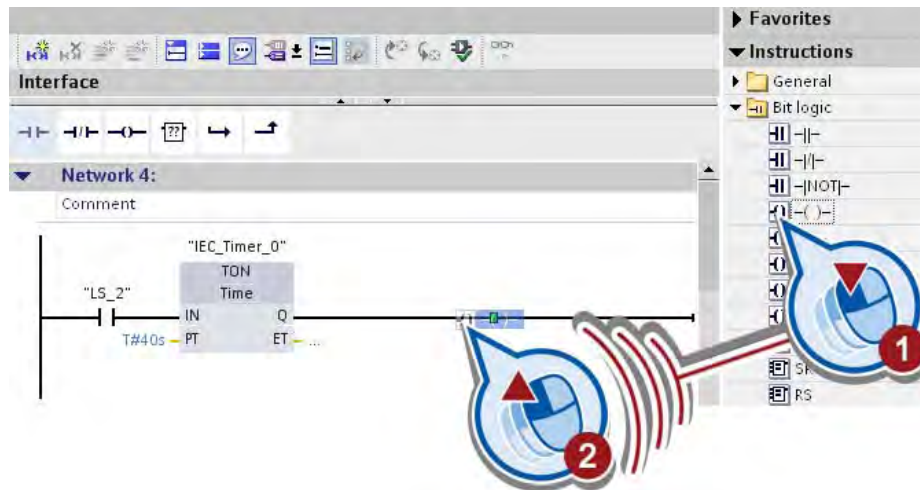 Favorites
Instructions
Interface
General
Bit logic
??
-| |-
Network 4:
-|/|-
Comment
-|NOT|-
-( )-
"IEC_Timer_0"
TON
"LS_2"
Time
IN Q
T#40s PT ET ...
1
RS
2